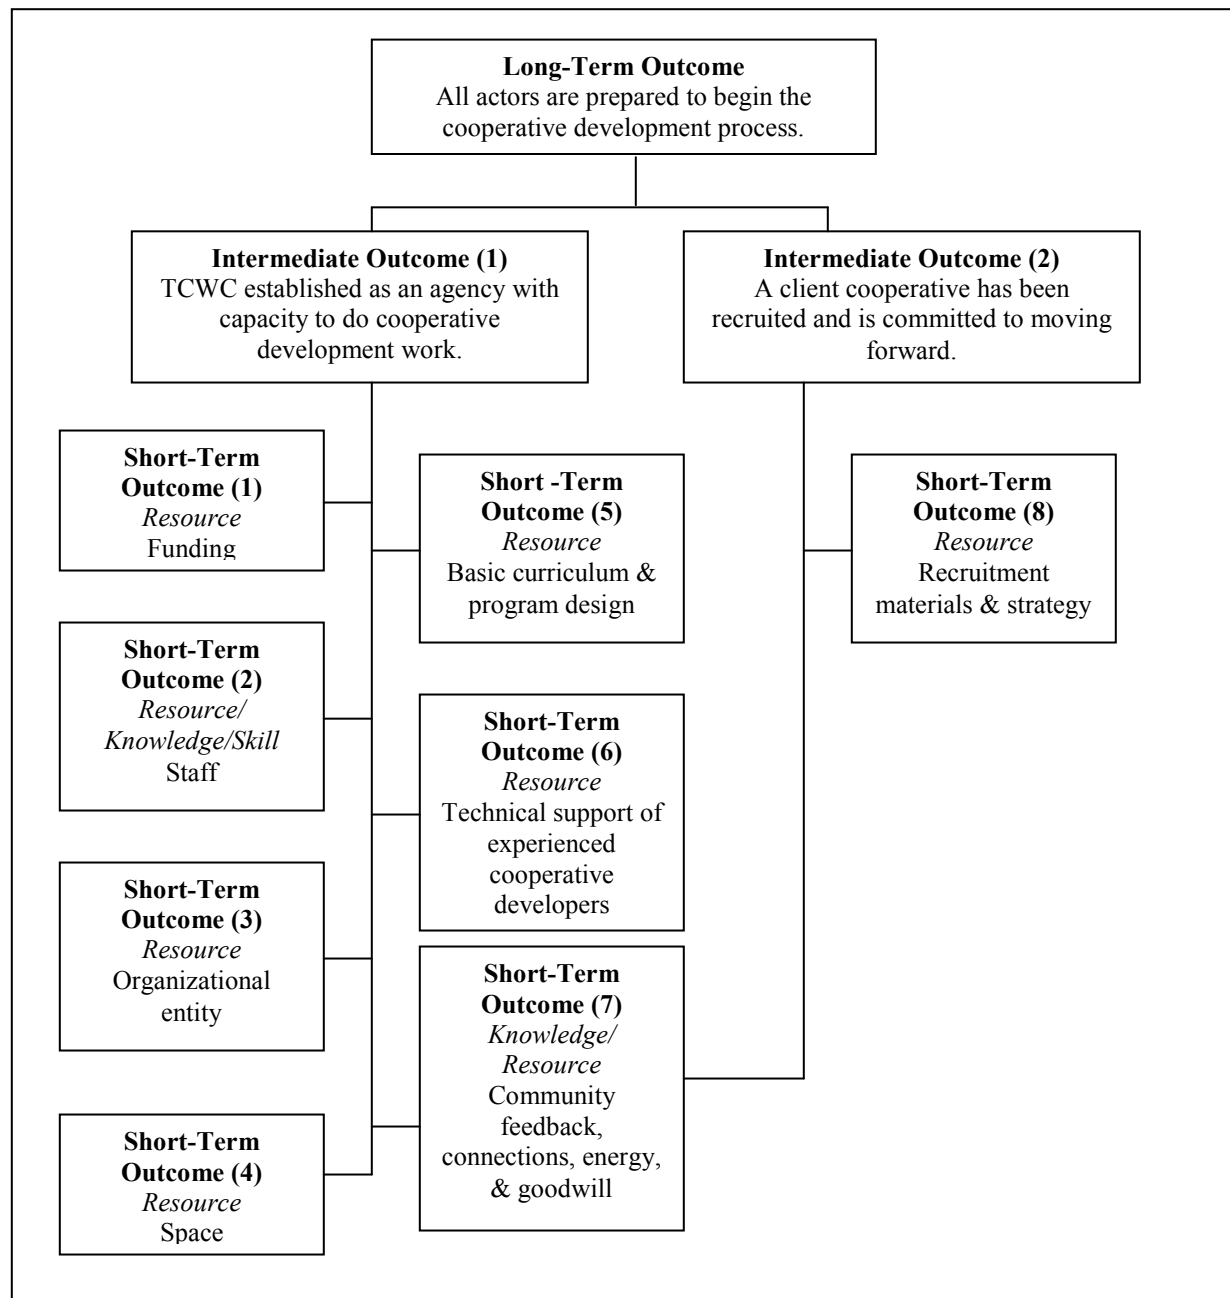 Long-Term Outcome
All actors are prepared to begin the
cooperative development process.
Intermediate Outcome (1)
TCWC established as an agency with
capacity to do cooperative
development work.
Intermediate Outcome (2)
A client cooperative has been
recruited and is committed to moving
forward.
Short-Term
Outcome (1)
Resource
Funding
Short-Term
Outcome (2)
Resource/
Knowledge/Skill
Staff
Short-Term
Outcome (3)
Resource
Organizational
entity
Short-Term
Outcome (4)
Resource
Space
Short -Term
Outcome (5)
Resource
Basic curriculum &
program design
Short-Term
Outcome (6)
Resource
Technical support of
experienced
cooperative
developers
Short-Term
Outcome (7)
Knowledge/
Resource
Community
feedback,
connections, energy,
& goodwill
Short-Term
Outcome (8)
Resource
Recruitment
materials & strategy